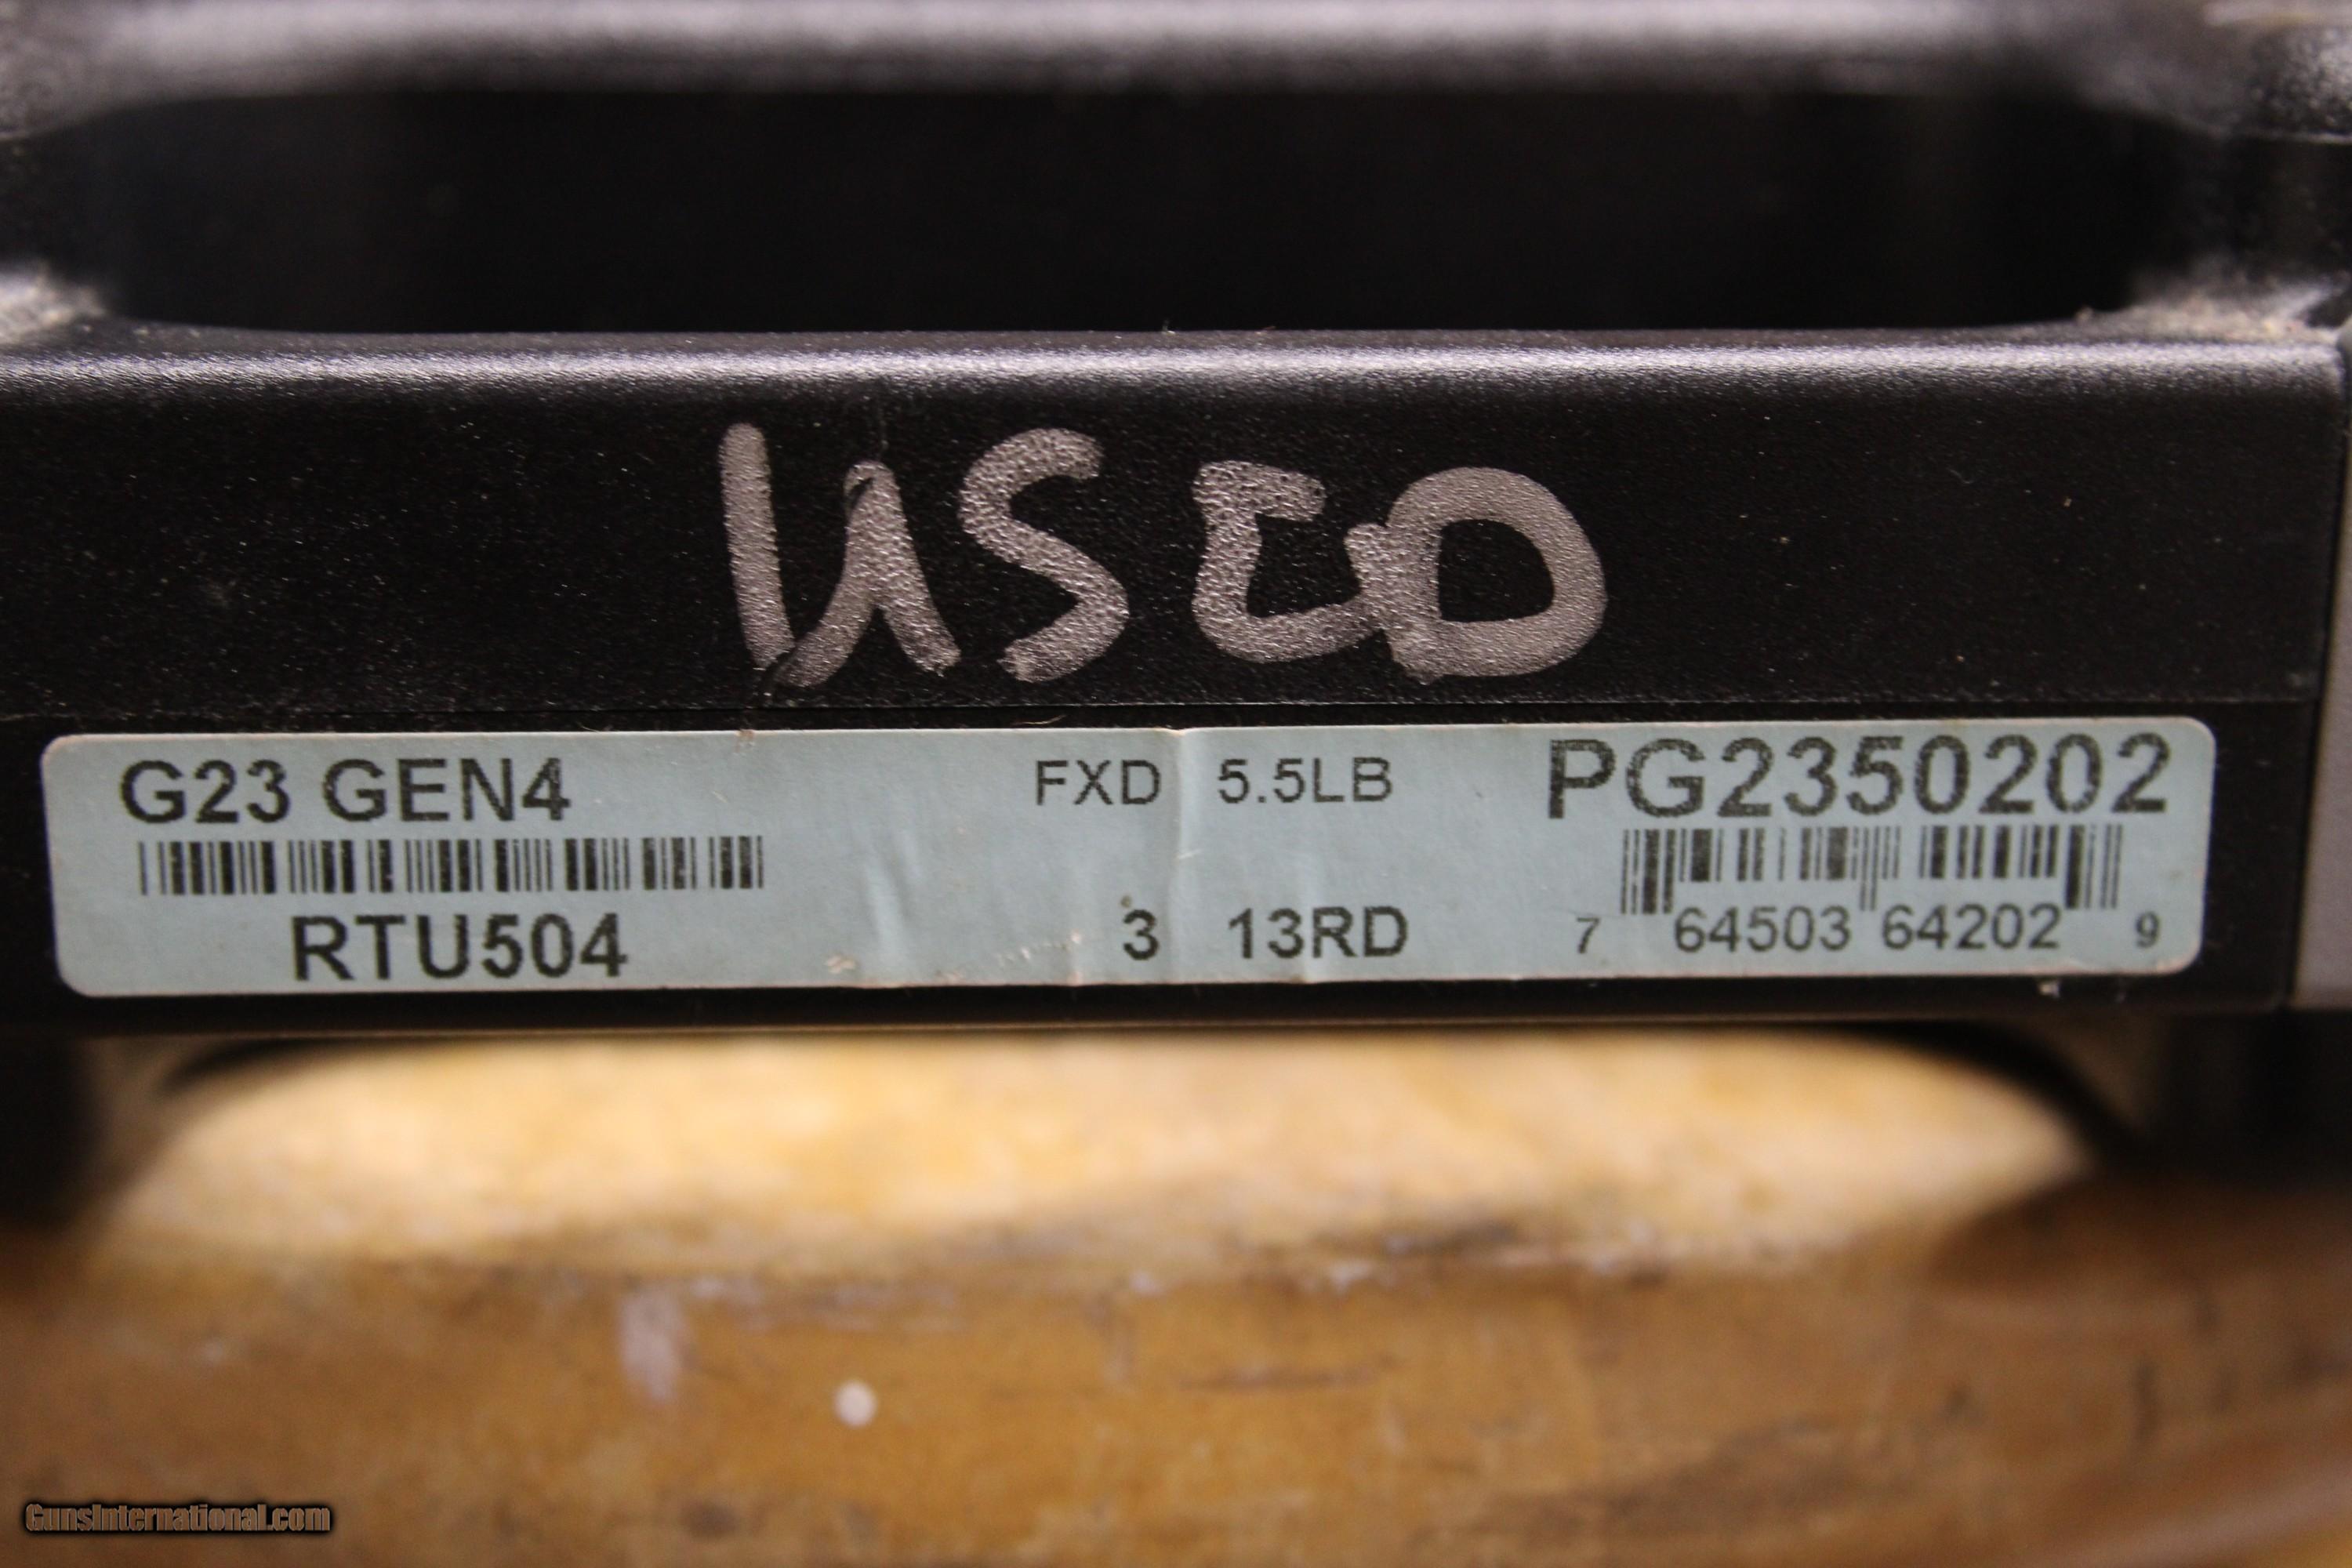 USED
G23 GEN4 FXD 5.5LB PG2350202
RTU504 3 13RD 7 64503 64202 9
GunsInternational.com